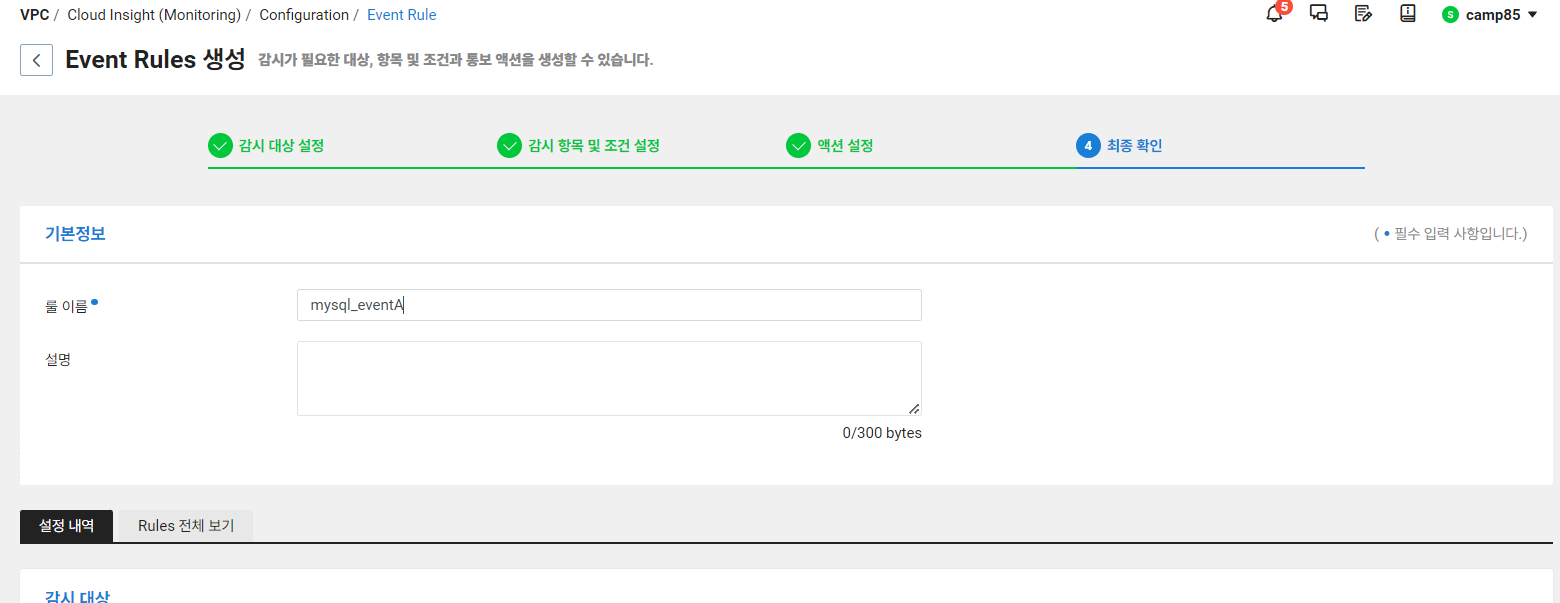 VPC / Cloud Insight (Monitoring) / Configuration / Event Rule
5
S camp85
Event Rules 생성 감시가 필요한 대상, 항목 및 조건과 통보 액션을 생성할 수 있습니다.
감시 대상 설정 감시 항목 및 조건 설정 액션 설정 4 최종 확인
기본정보 ( • 필수 입력 사항입니다.)
룰 이름 mysql_eventA
설명
0/300 bytes
설정 내역 Rules 전체 보기
감시 대상